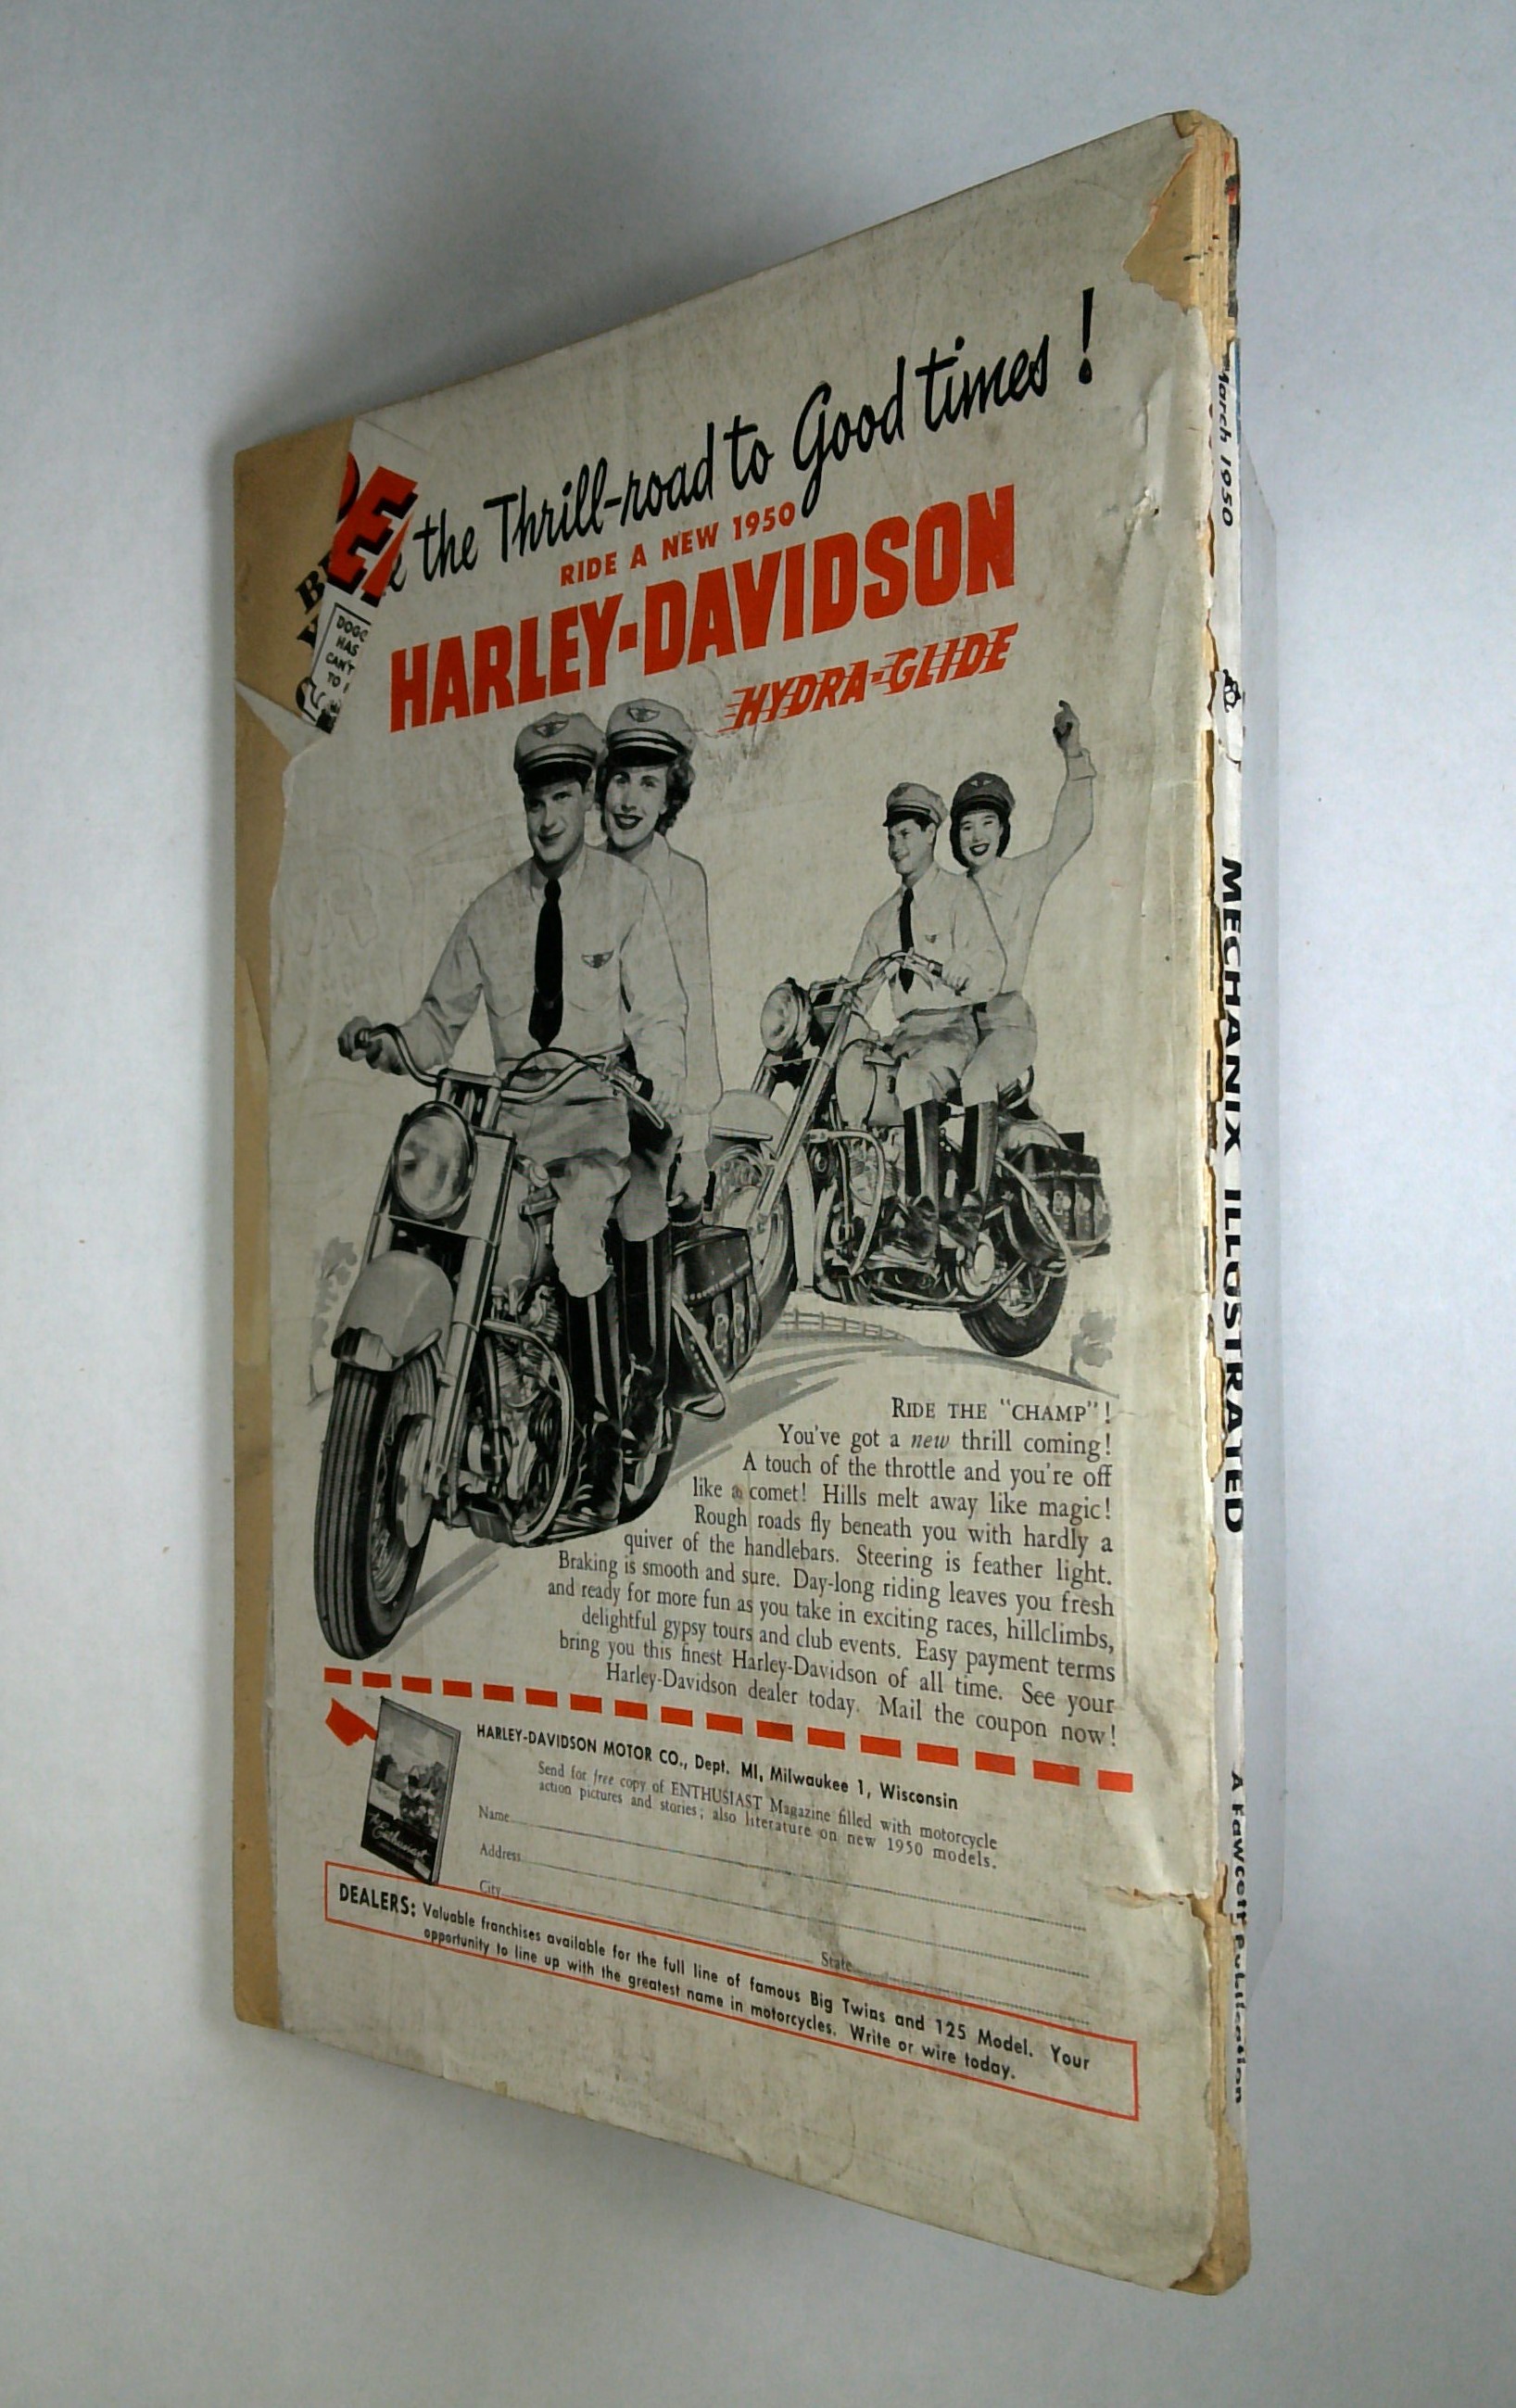 E
DOGG
HAS
CAN'T
TO
the Thrill-road to Good times!
RIDE A NEW 1950
HARLEY-DAVIDSON
HYDRA-GLIDE
RIDE THE "CHAMP"!
You've got a new thrill coming!
A touch of the throttle and you're off
like a comet! Hills melt away like magic!
Rough roads fly beneath you with hardly a
quiver of the handlebars. Steering is feather light.
Braking is smooth and sure. Day-long riding leaves you fresh
and ready for more fun as you take in exciting races, hillclimbs,
delightful gypsy tours and club events. Easy payment terms
bring you this finest Harley-Davidson of all time. See your
Harley-Davidson dealer today. Mail the coupon now!
HARLEY-DAVIDSON MOTOR CO., Dept. MI, Milwaukee 1, Wisconsin
Send for free copy of ENTHUSIAST Magazine filled with motorcycle
action pictures and stories; also literature on new 1950 models.
Name
Address
City State
The Enthusiast
DEALERS: Valuable franchises available for the full line of famous Big Twins and 125 Model. Your
opportunity to line up with the greatest name in motorcycles. Write or wire today.
March 1950
MECHANIX ILLUSTRATED
A Fawcett Publication